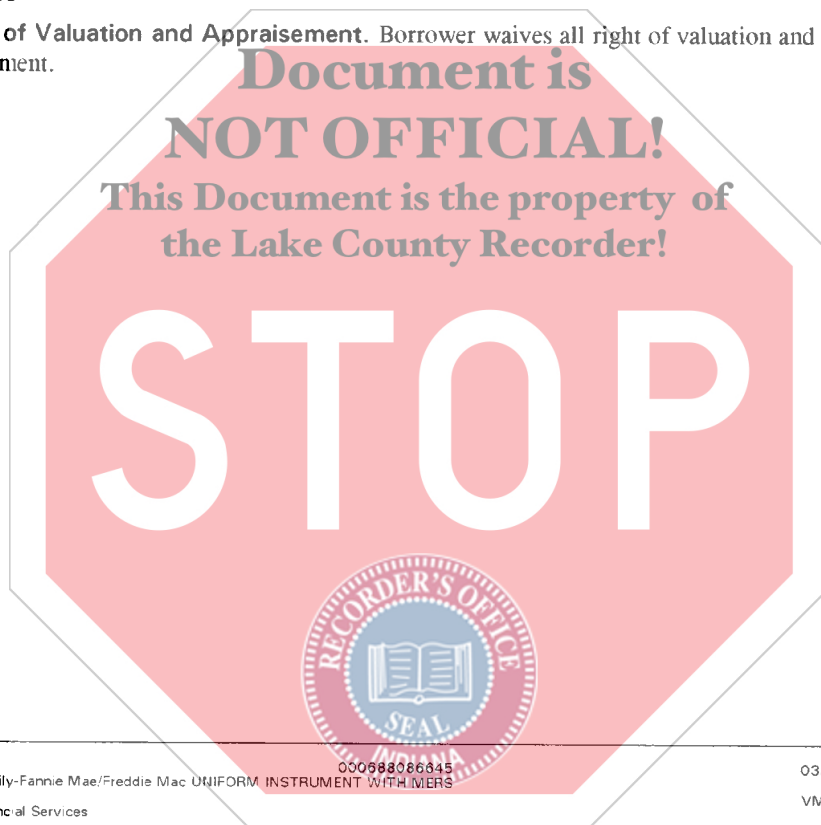 of Valuation and Appraisement. Borrower waives all right of valuation and
ment.
Document is
NOT OFFICIAL!
This Document is the property of
the Lake County Recorder!
STOP
RECORDER'S OFFICE
SEAL
INDIANA
000688086645
ily-Fannie Mae/Freddie Mac UNIFORM INSTRUMENT WITH MERS
03
VM
ncial Services